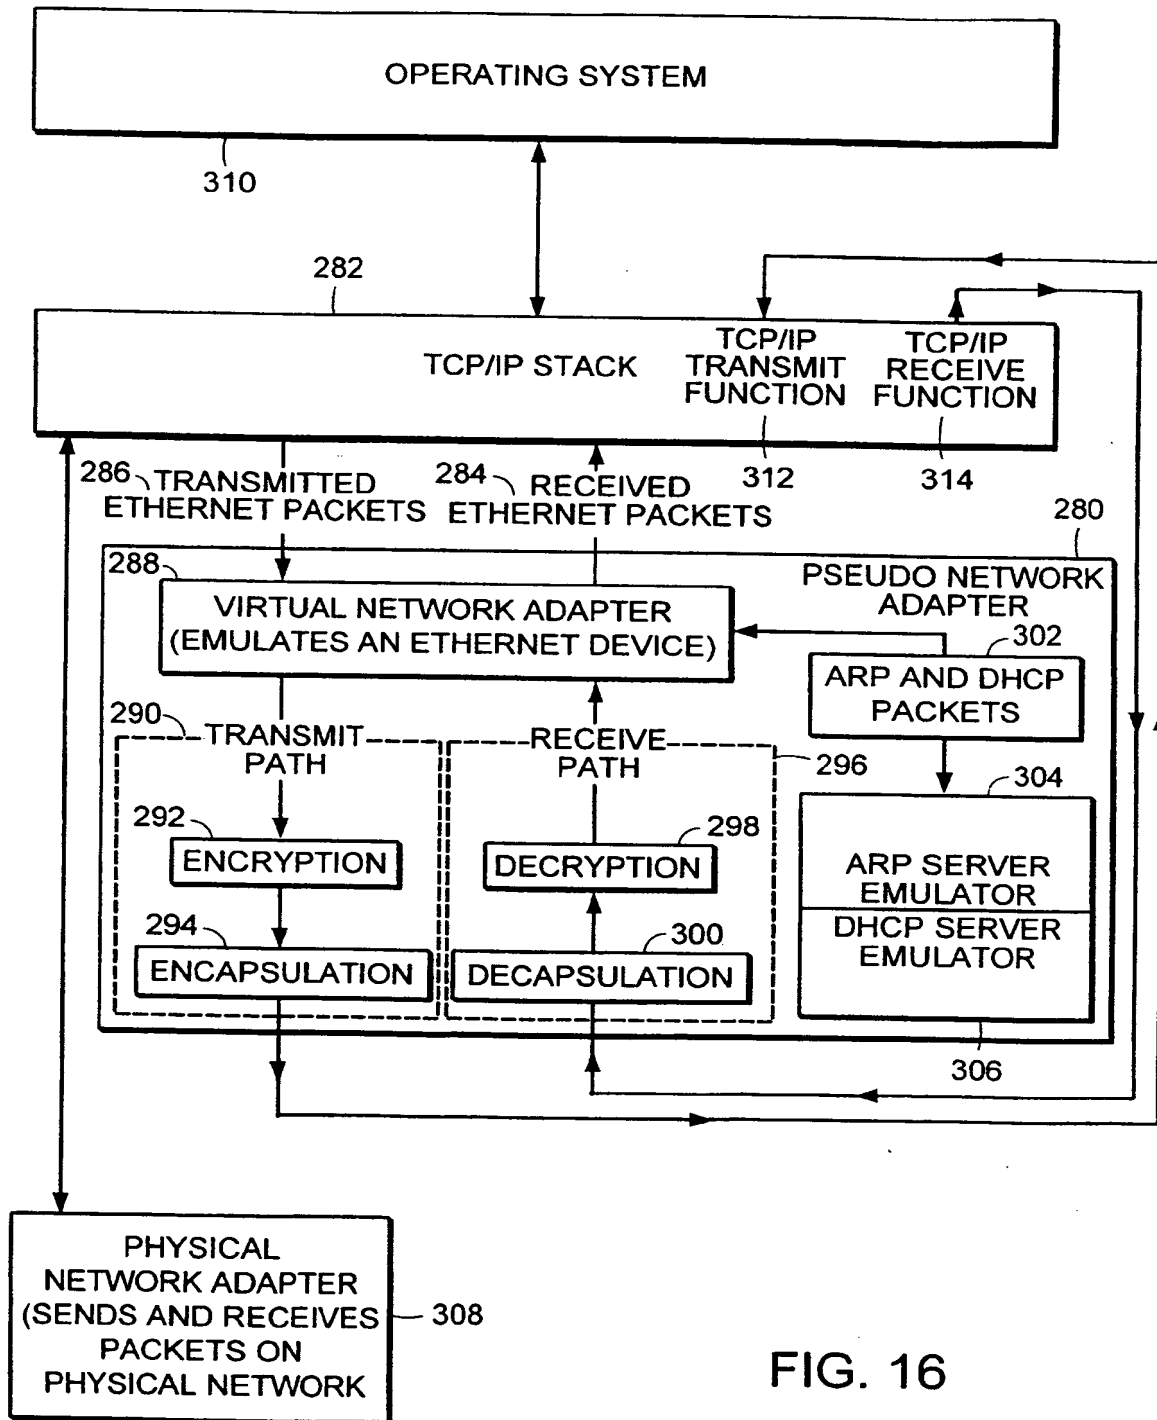 OPERATING SYSTEM
310
282
TCP/IP STACK
TCP/IP
TRANSMIT
FUNCTION
TCP/IP
RECEIVE
FUNCTION
312
314
286
TRANSMITTED
ETHERNET PACKETS
284
RECEIVED
ETHERNET PACKETS
280
PSEUDO NETWORK
ADAPTER
288
VIRTUAL NETWORK ADAPTER
(EMULATES AN ETHERNET DEVICE)
302
ARP AND DHCP
PACKETS
290
TRANSMIT
PATH
RECEIVE
PATH
296
292
ENCRYPTION
298
DECRYPTION
304
ARP SERVER
EMULATOR
DHCP SERVER
EMULATOR
306
294
ENCAPSULATION
300
DECAPSULATION
PHYSICAL
NETWORK ADAPTER
(SENDS AND RECEIVES
PACKETS ON
PHYSICAL NETWORK
308
FIG. 16